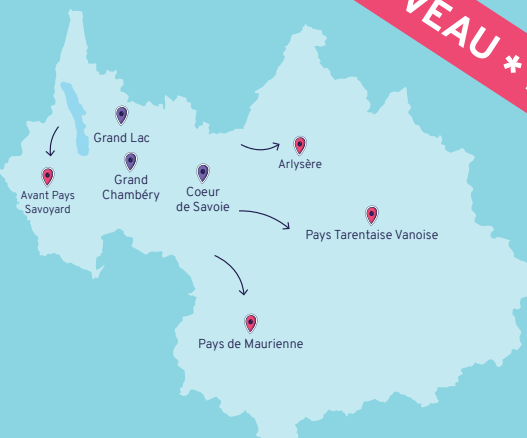 VEAU *
Grand Lac
Grand
Chambéry
Arlysère
Avant Pays
Savoyard
Coeur
de Savoie
Pays Tarentaise Vanoise
Pays de Maurienne